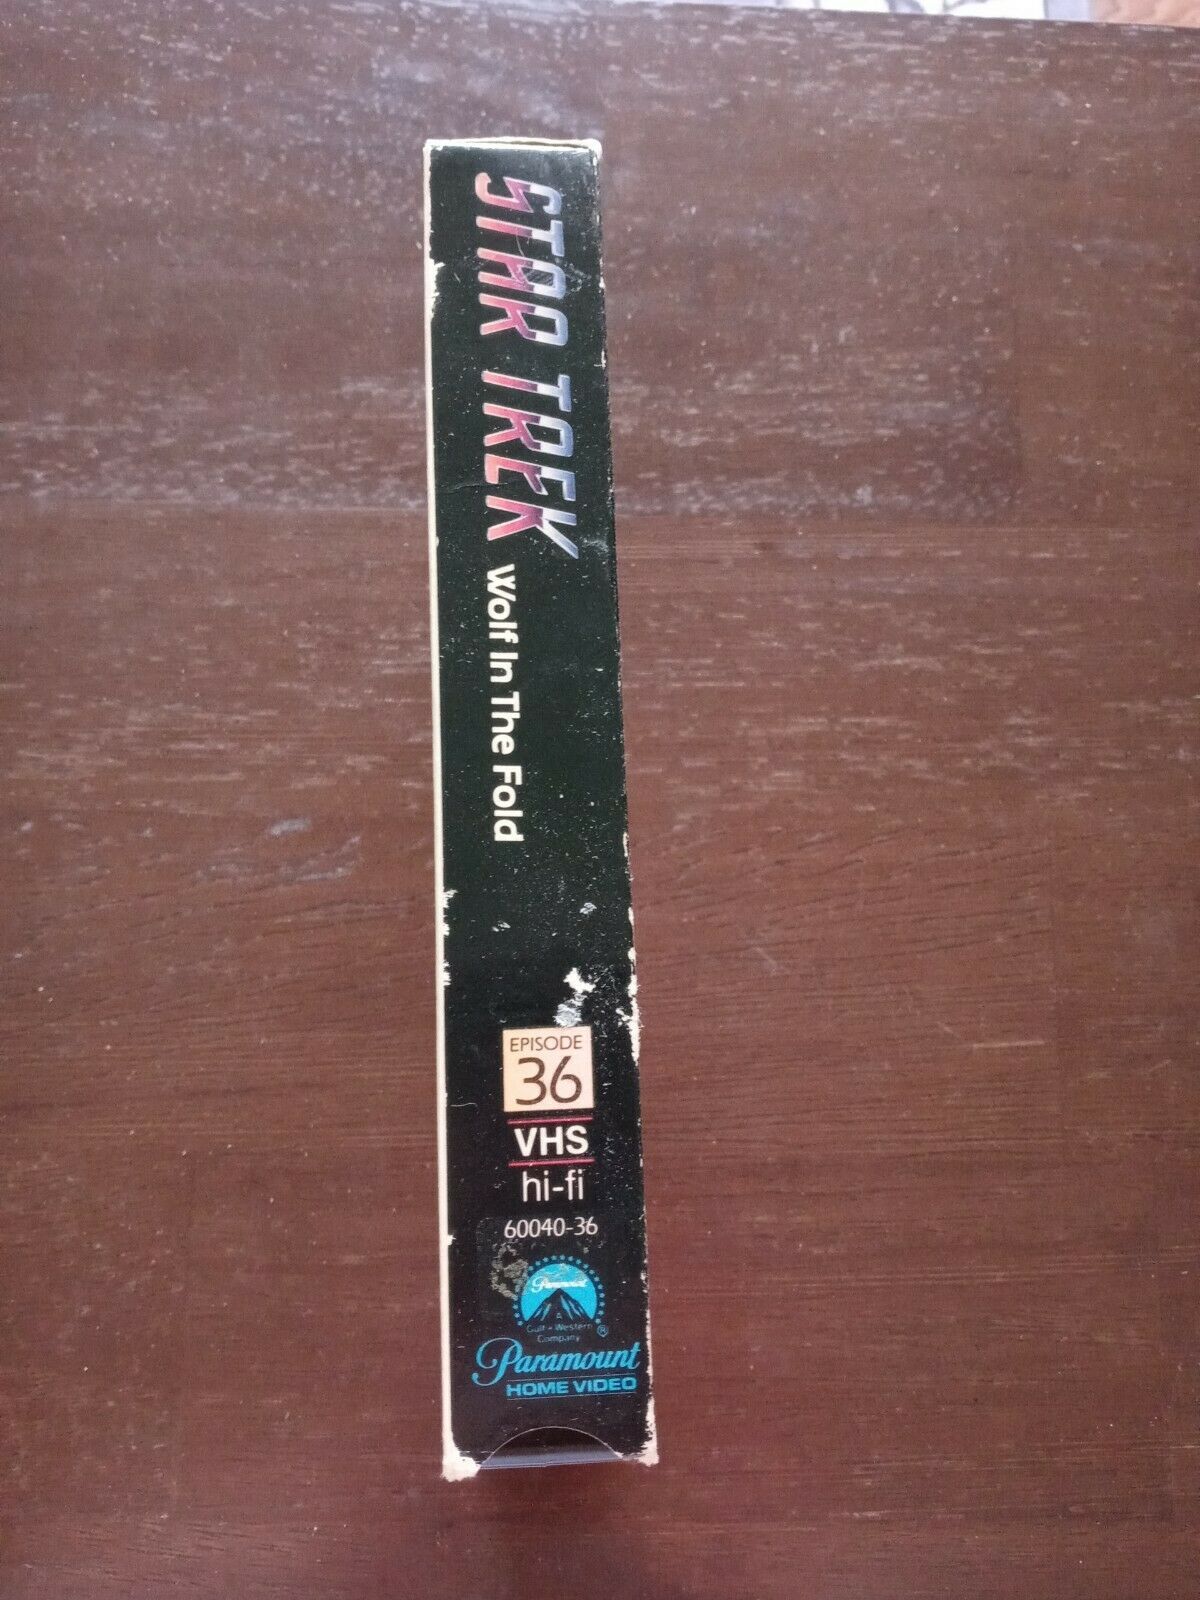 STAR TREK Wolf In The Fold
EPISODE
36
VHS
hi-fi
60040-36
Paramount
A
Gulf + Western
Company ®
Paramount
HOME VIDEO